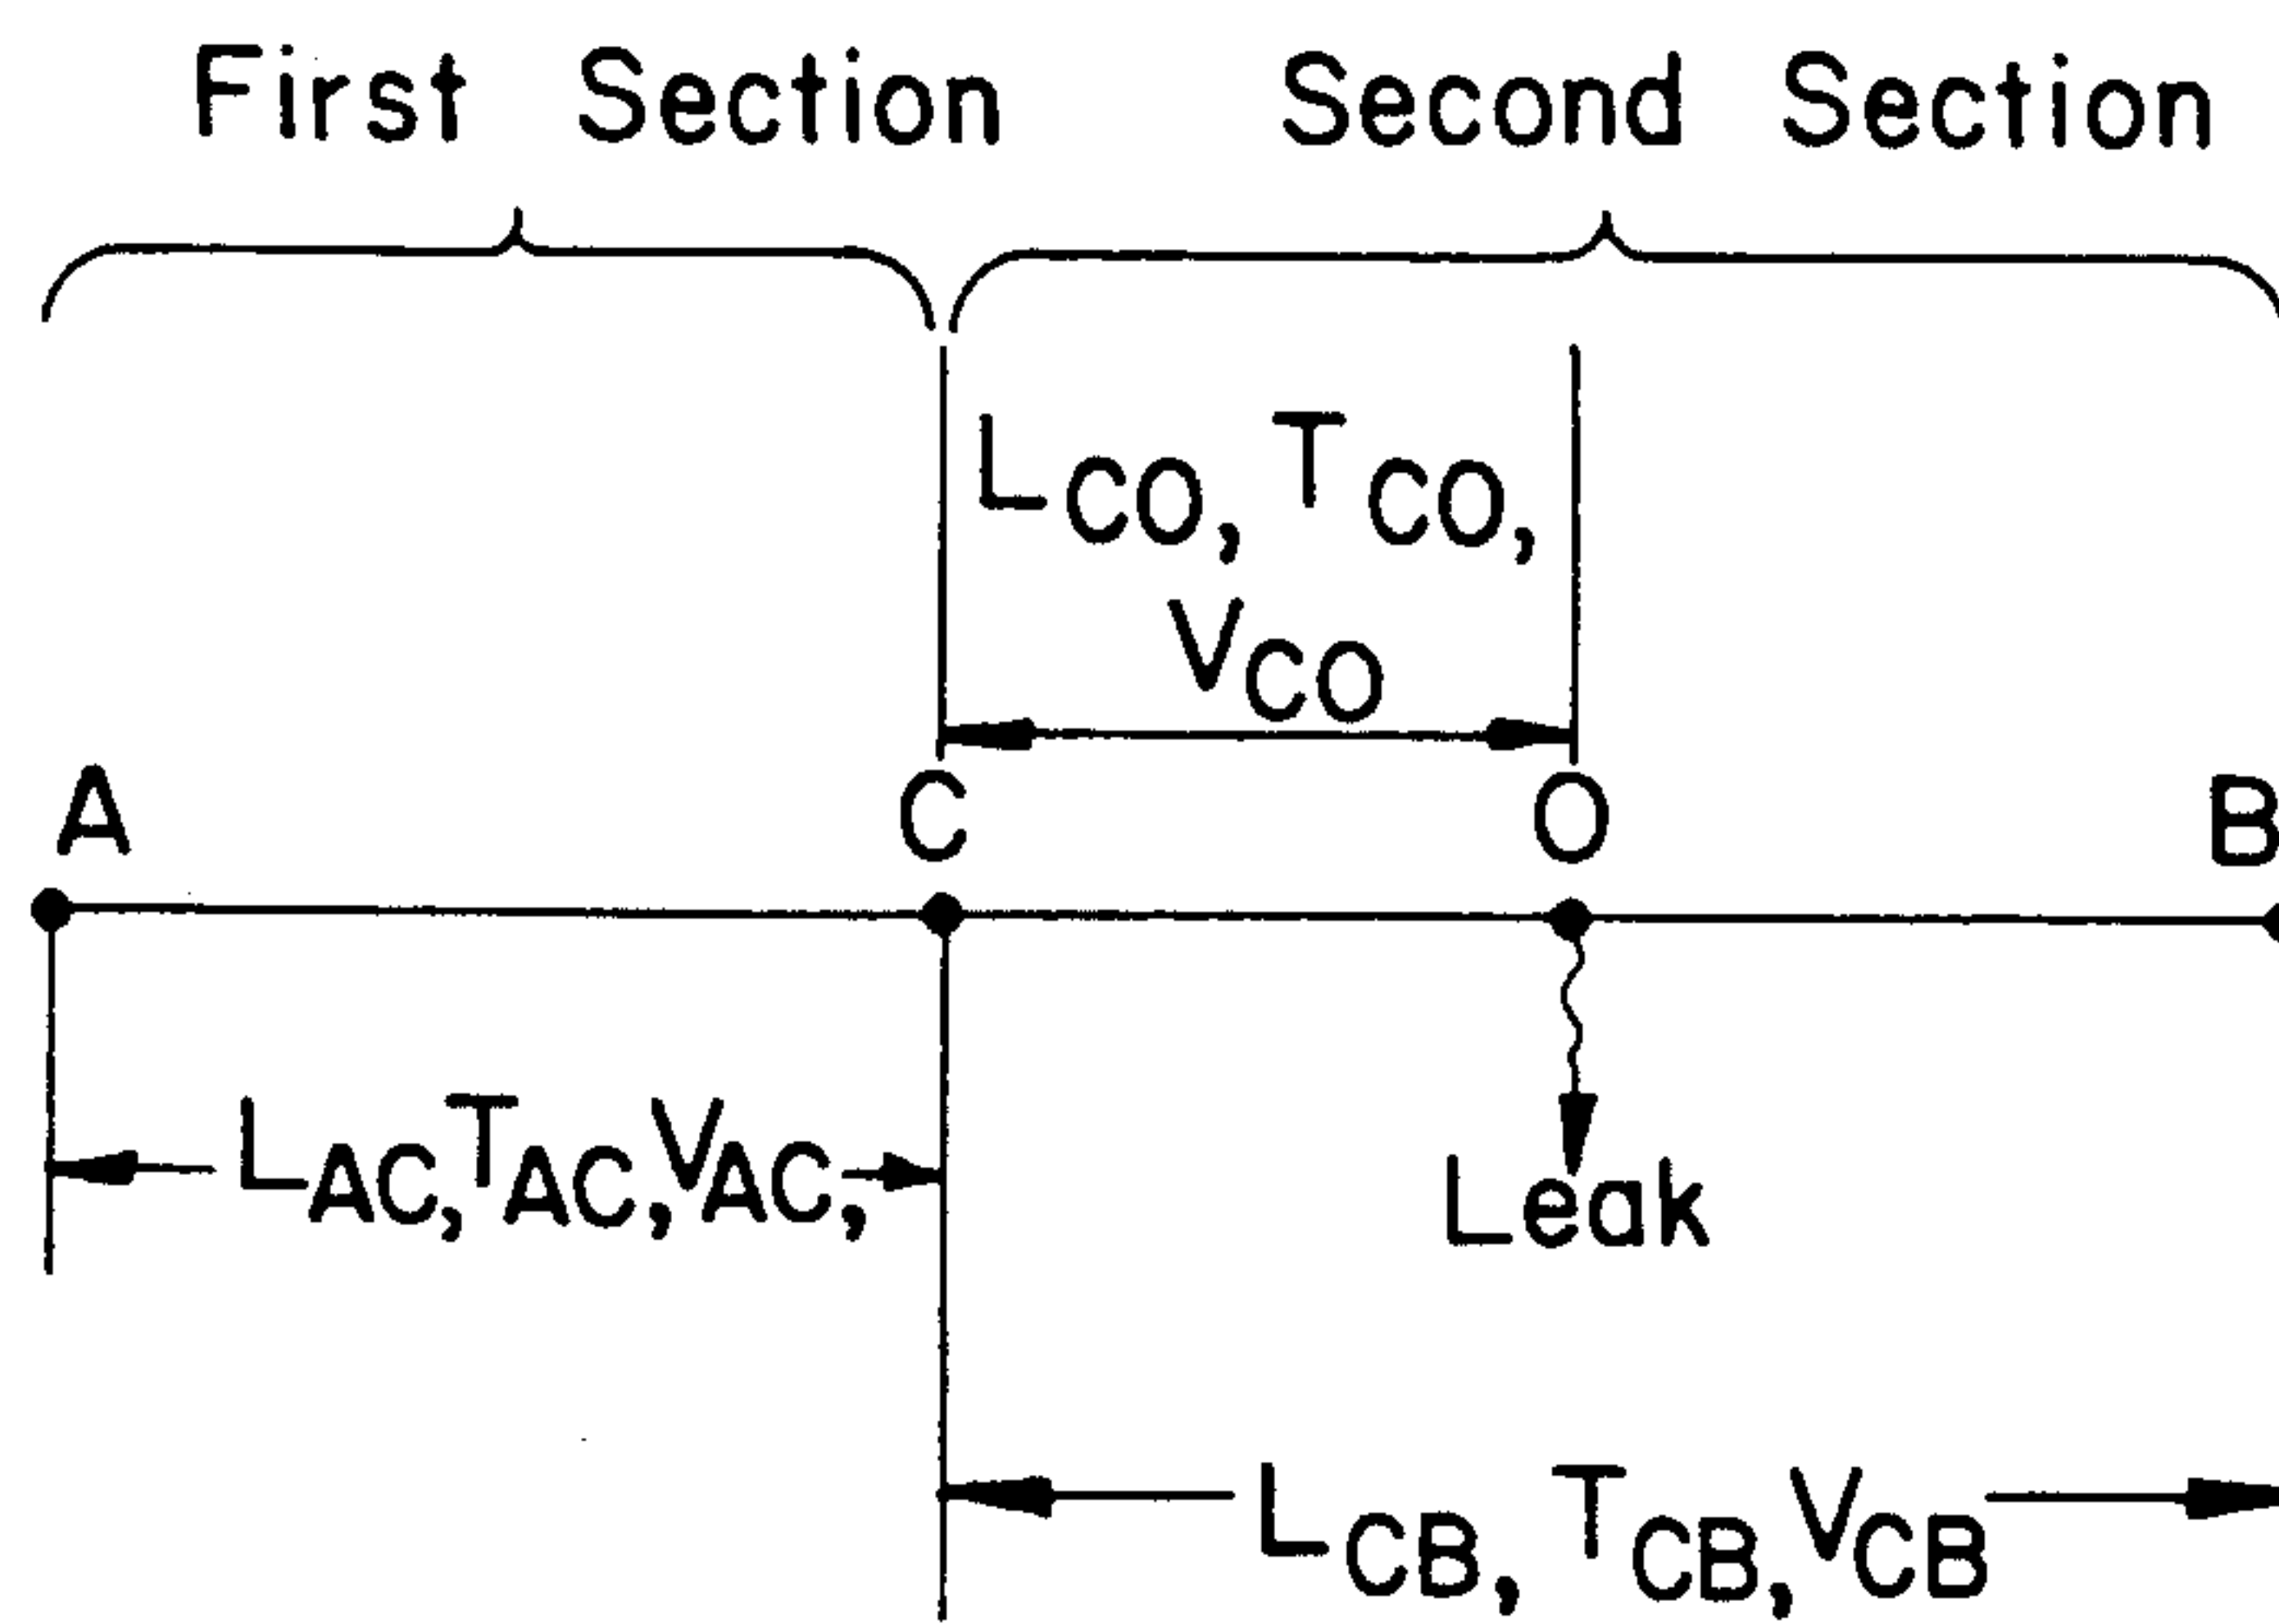 First Section Second Section
LCO, TCO,
VCO
A C O B
LAC, TAC, VAC,
Leak
LCB, TCB, VCB